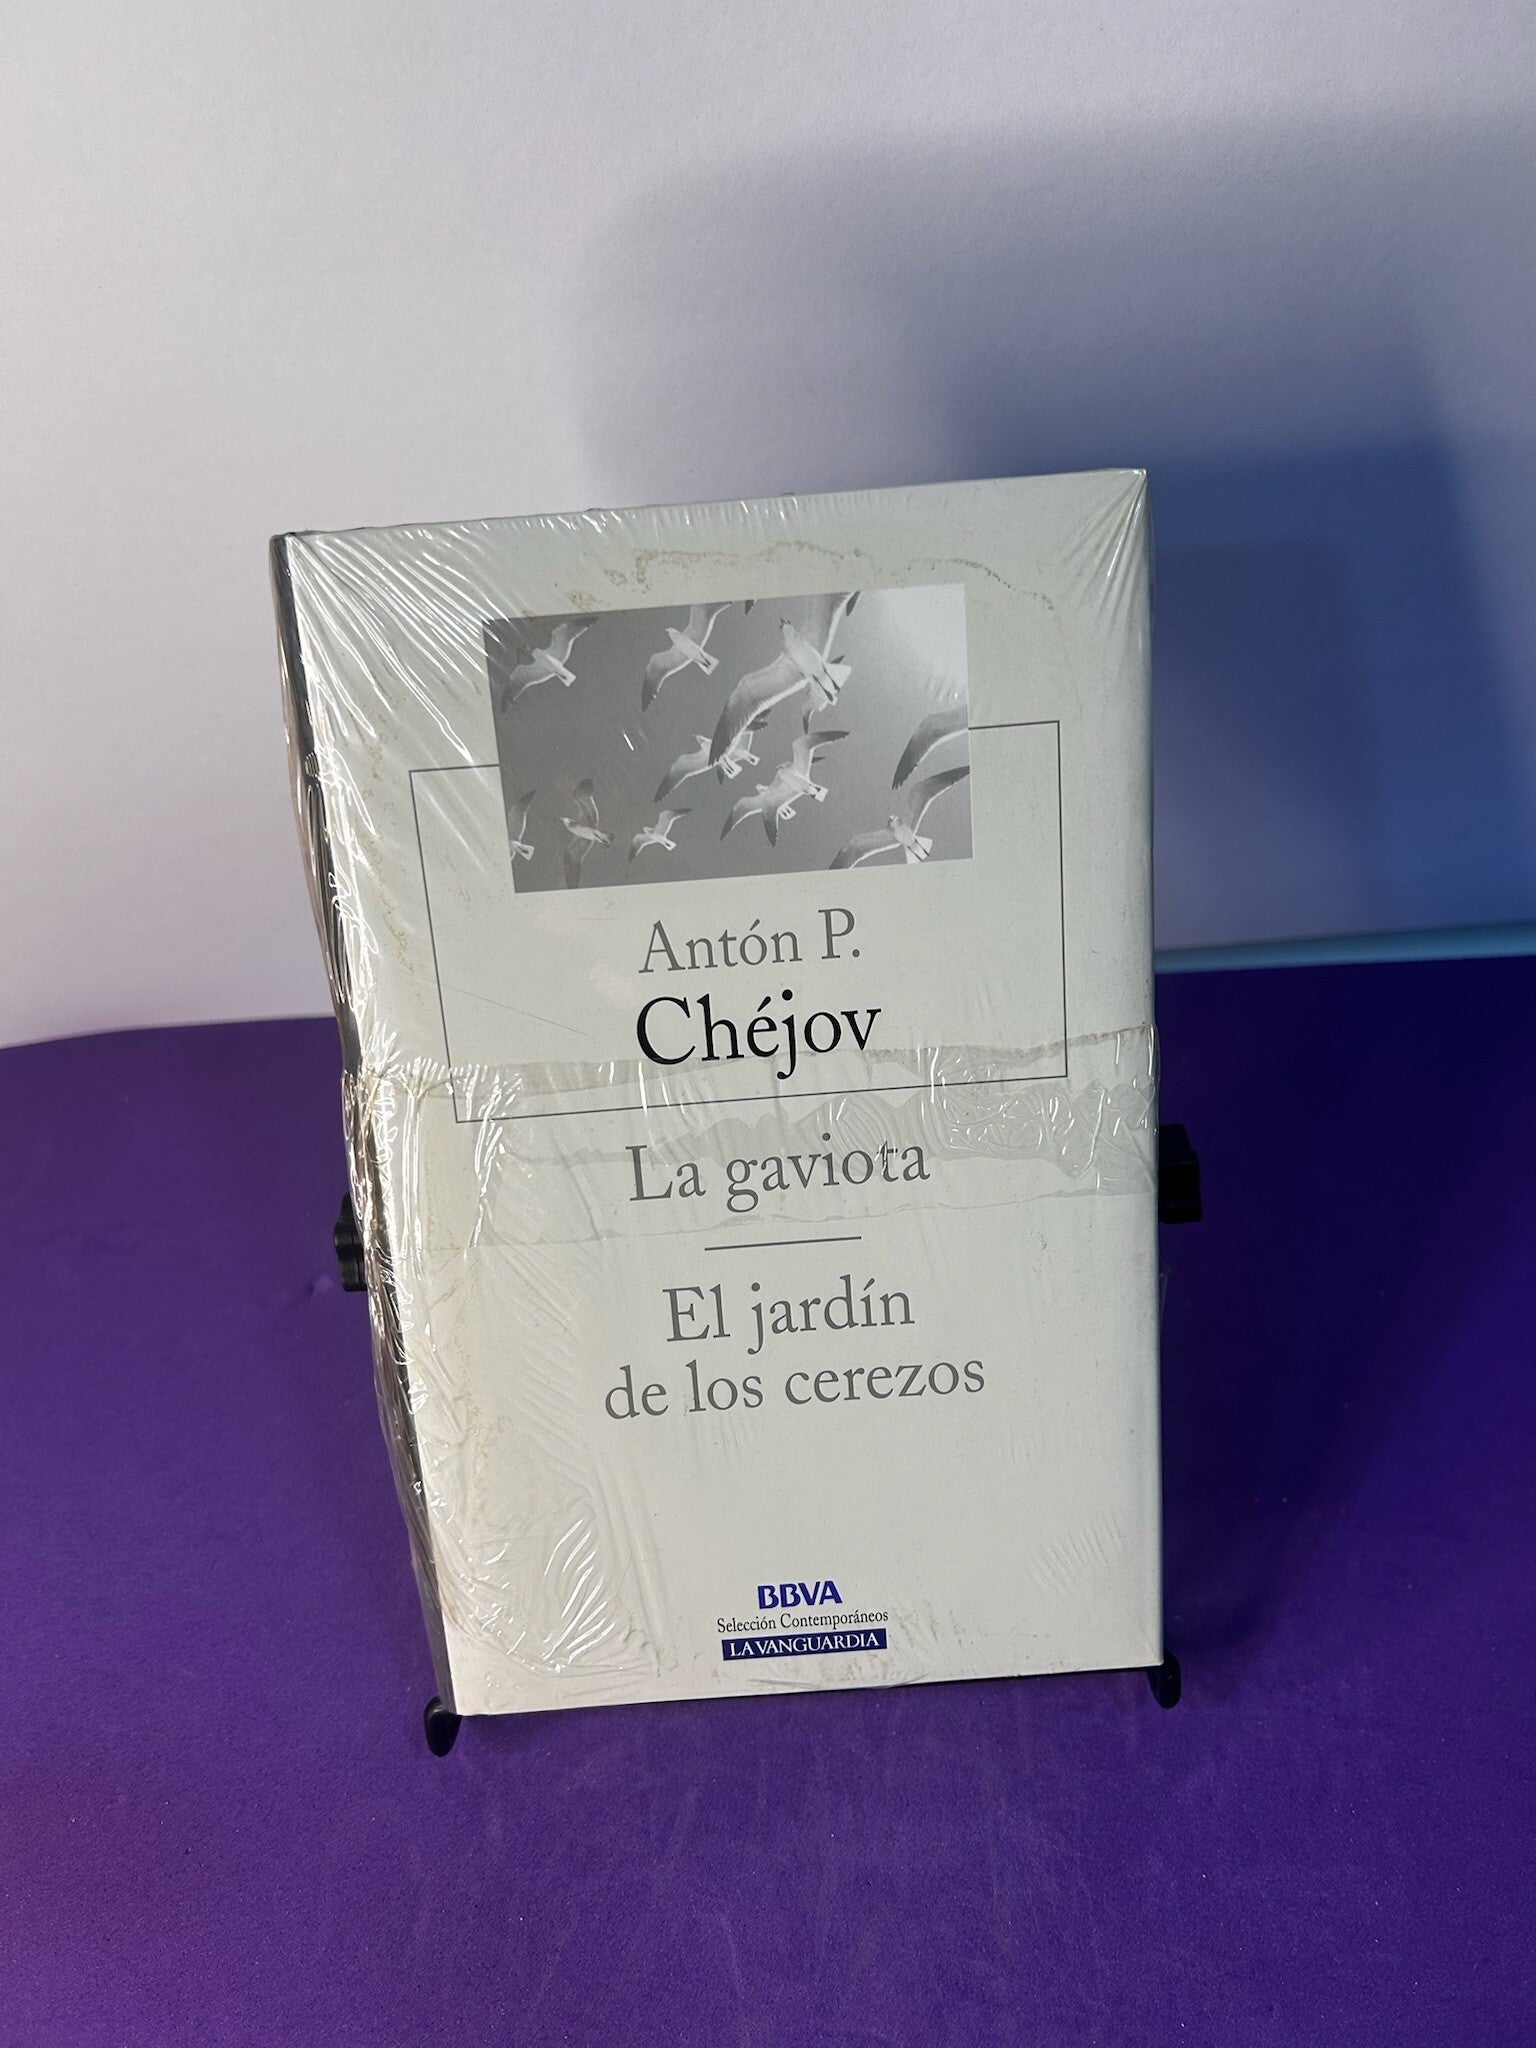 Antón P.
Chéjov
La gaviota
El jardín
de los cerezos
BBVA
Selección Contemporáneos
LA VANGUARDIA